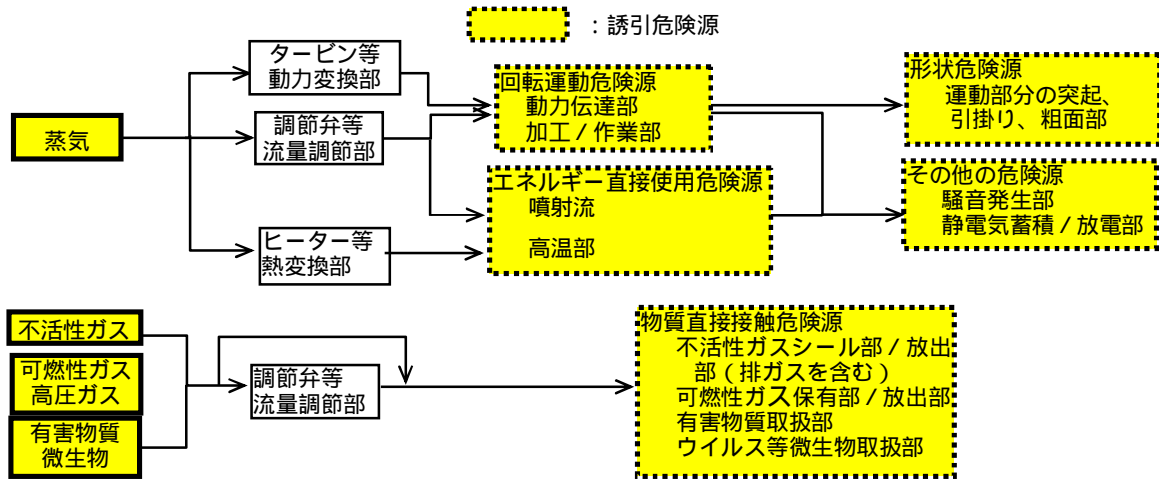 ：誘引危険源
蒸気
タービン等
動力変換部
調節弁等
流量調節部
ヒーター等
熱変換部
回転運動危険源
動力伝達部
加工／作業部
エネルギー直接使用危険源
噴射流
高温部
形状危険源
運動部分の突起、
引掛り、粗面部
その他の危険源
騒音発生部
静電気蓄積／放電部
不活性ガス
可燃性ガス
高圧ガス
有害物質
微生物
調節弁等
流量調節部
物質直接接触危険源
不活性ガスシール部／放出
部（排ガスを含む）
可燃性ガス保有部／放出部
有害物質取扱部
ウイルス等微生物取扱部